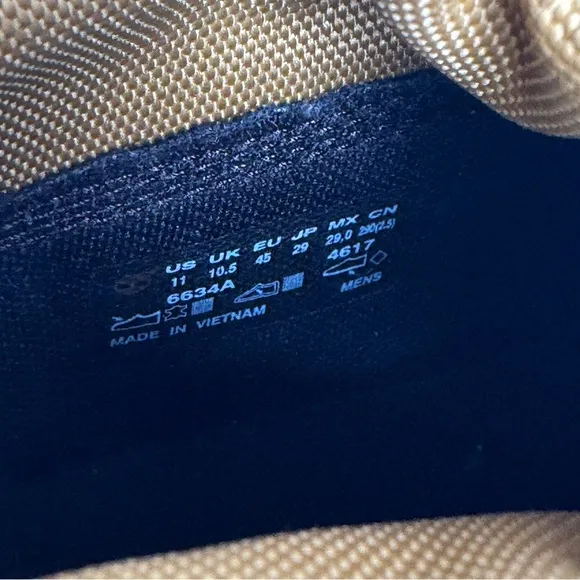 US UK EU JP MX CN
11 10.5 45 29 29,0 290(2.5)
6634A 4617
MENS
MADE IN VIETNAM